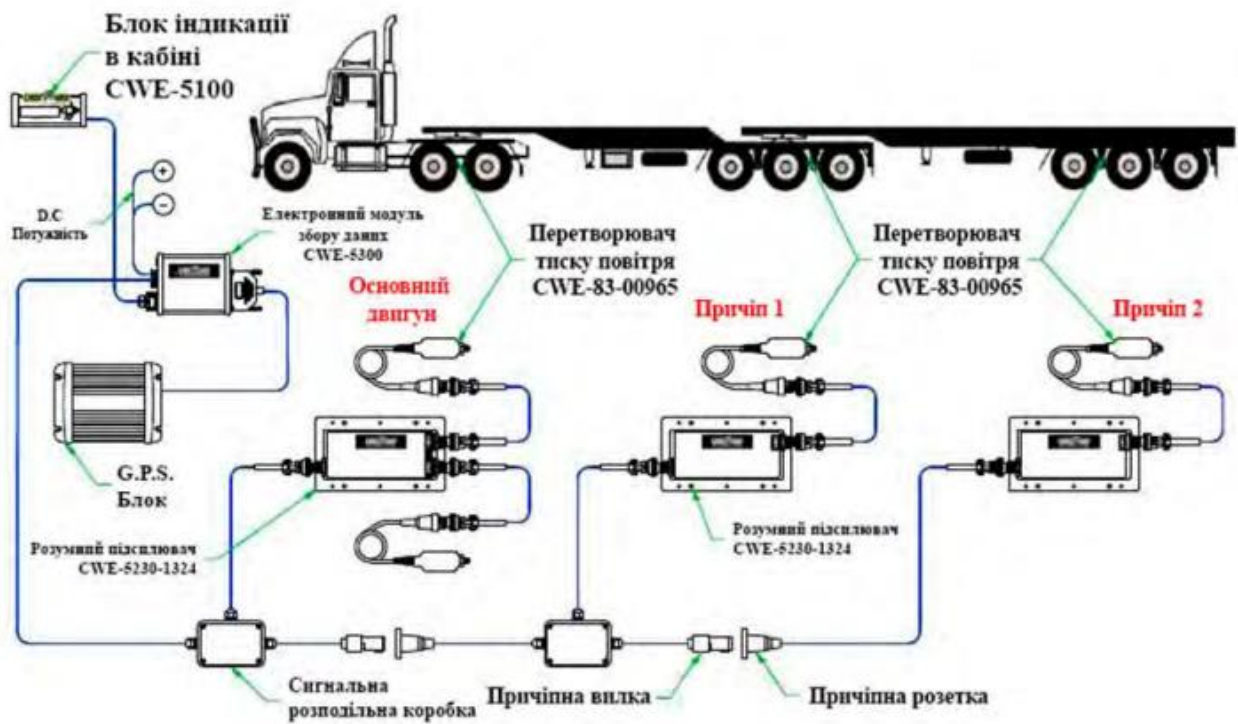 Блок індикації
в кабіні
CWE-5100
+
−
D.C
Потужність
Електронний модуль
збору даних
CWE-5300
Перетворювач
тиску повітря
CWE-83-00965
Перетворювач
тиску повітря
CWE-83-00965
Основний
двигун
Причіп 1
Причіп 2
G.P.S.
Блок
Розумний підсилювач
CWE-5230-1324
Розумний підсилювач
CWE-5230-1324
Сигнальна
розподільна коробка
Причіпна вилка
Причіпна розетка